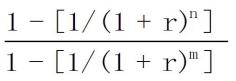 1 - [1/(1 + r)ⁿ]
1 - [1/(1 + r)ᵐ]